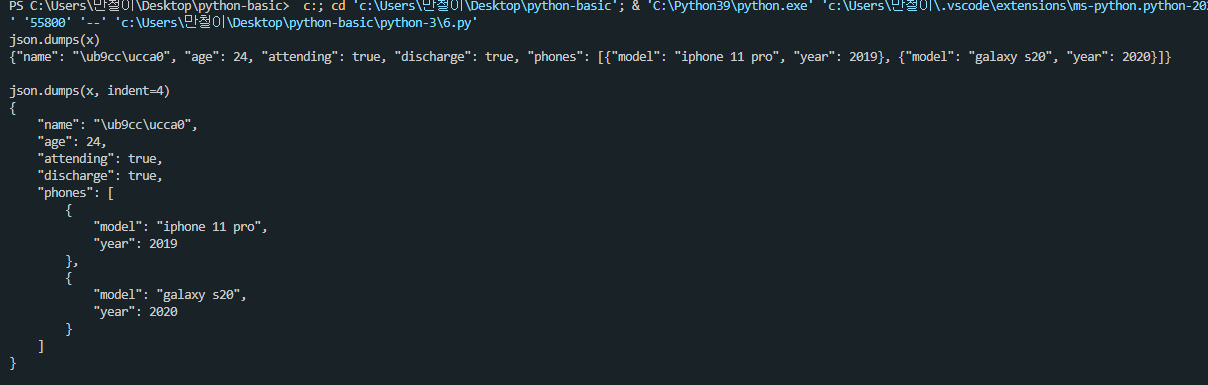 PS C:\Users\만철이\Desktop\python-basic>  c:; cd 'c:\Users\만철이\Desktop\python-basic'; & 'C:\Python39\python.exe' 'c:\Users\만철이\.vscode\extensions\ms-python.python-202
' '55800' '--' 'c:\Users\만철이\Desktop\python-basic\python-3\6.py'
json.dumps(x)
{"name": "\ub9cc\ucca0", "age": 24, "attending": true, "discharge": true, "phones": [{"model": "iphone 11 pro", "year": 2019}, {"model": "galaxy s20", "year": 2020}]}

json.dumps(x, indent=4)
{
    "name": "\ub9cc\ucca0",
    "age": 24,
    "attending": true,
    "discharge": true,
    "phones": [
        {
            "model": "iphone 11 pro",
            "year": 2019
        },
        {
            "model": "galaxy s20",
            "year": 2020
        }
    ]
}